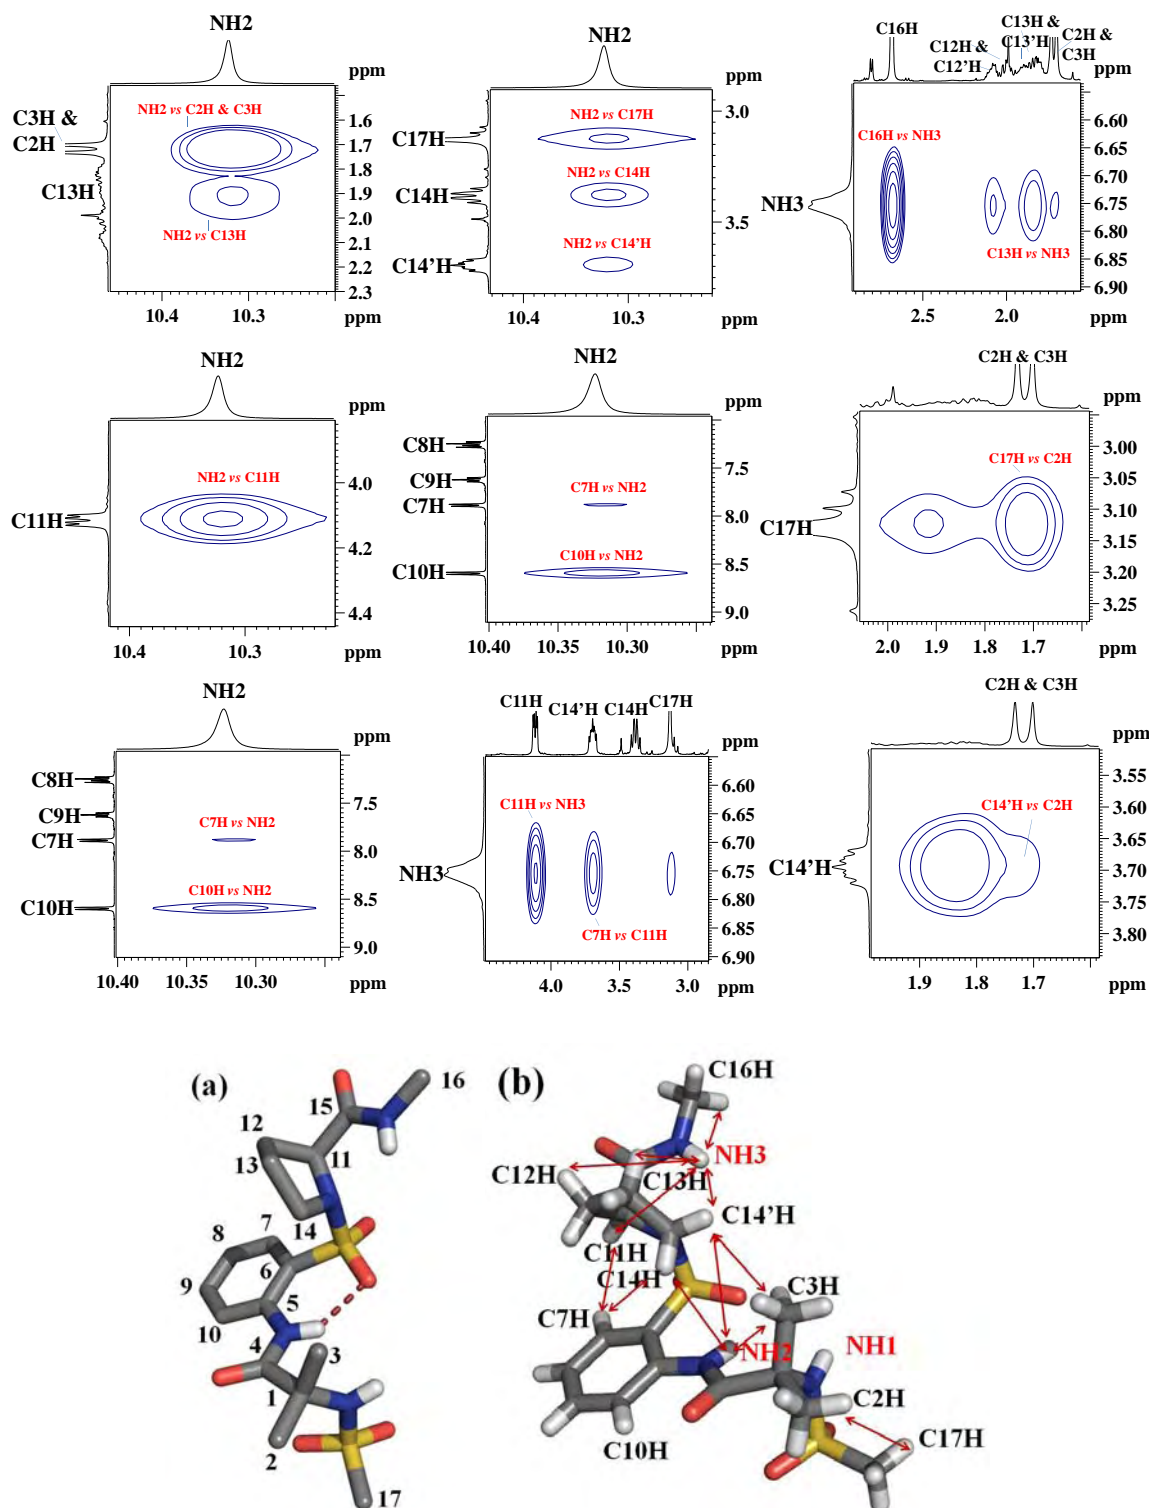 NH2
ppm
C3H &
C2H
C13H
NH2 vs C2H & C3H
NH2 vs C13H
1.6
1.7
1.8
1.9
2.0
2.1
2.2
2.3
10.4 10.3
ppm
NH2
ppm
C17H
C14H
C14’H
NH2 vs C17H
NH2 vs C14H
NH2 vs C14’H
3.0
3.5
10.4 10.3
ppm
C16H
C12H &
C12’H
C13H &
C13’H
C2H &
C3H
ppm
NH3
C16H vs NH3
C13H vs NH3
6.60
6.65
6.70
6.75
6.80
6.85
6.90
2.5 2.0
ppm
NH2
ppm
C11H
NH2 vs C11H
4.0
4.2
4.4
10.4 10.3
ppm
NH2
ppm
C8H
C9H
C7H
C10H
C7H vs NH2
C10H vs NH2
7.5
8.0
8.5
9.0
10.40 10.35 10.30
ppm
C2H & C3H
ppm
C17H
C17H vs C2H
3.00
3.05
3.10
3.15
3.20
3.25
2.0 1.9 1.8 1.7
ppm
NH2
ppm
C8H
C9H
C7H
C10H
C7H vs NH2
C10H vs NH2
7.5
8.0
8.5
9.0
10.40 10.35 10.30
ppm
C11H
C14’H
C14H
C17H
ppm
NH3
C11H vs NH3
C7H vs C11H
6.60
6.65
6.70
6.75
6.80
6.85
6.90
4.0 3.5 3.0
ppm
C2H & C3H
ppm
C14’H
C14’H vs C2H
3.55
3.60
3.65
3.70
3.75
3.80
1.9 1.8 1.7
ppm
(a)
16
15
12
13
11
14
7
8
6
9
5
10
4
3
1
2
17
(b)
C16H
NH3
C12H
C13H
C14’H
C11H
C14H
C3H
C7H
NH2
NH1
C2H
C10H
C17H